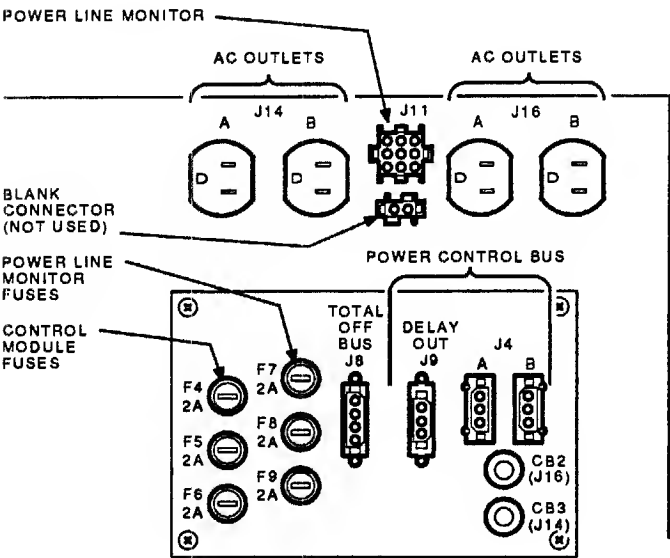 POWER LINE MONITOR
AC OUTLETS
AC OUTLETS
J14
J11
J16
A
B
A
B
BLANK
CONNECTOR
(NOT USED)
POWER CONTROL BUS
POWER LINE
MONITOR
FUSES
TOTAL
OFF
BUS
J8
DELAY
OUT
J9
J4
A
B
CONTROL
MODULE
FUSES
F7
2A
F4
2A
F8
2A
F5
2A
F9
2A
F6
2A
CB2
(J16)
CB3
(J14)